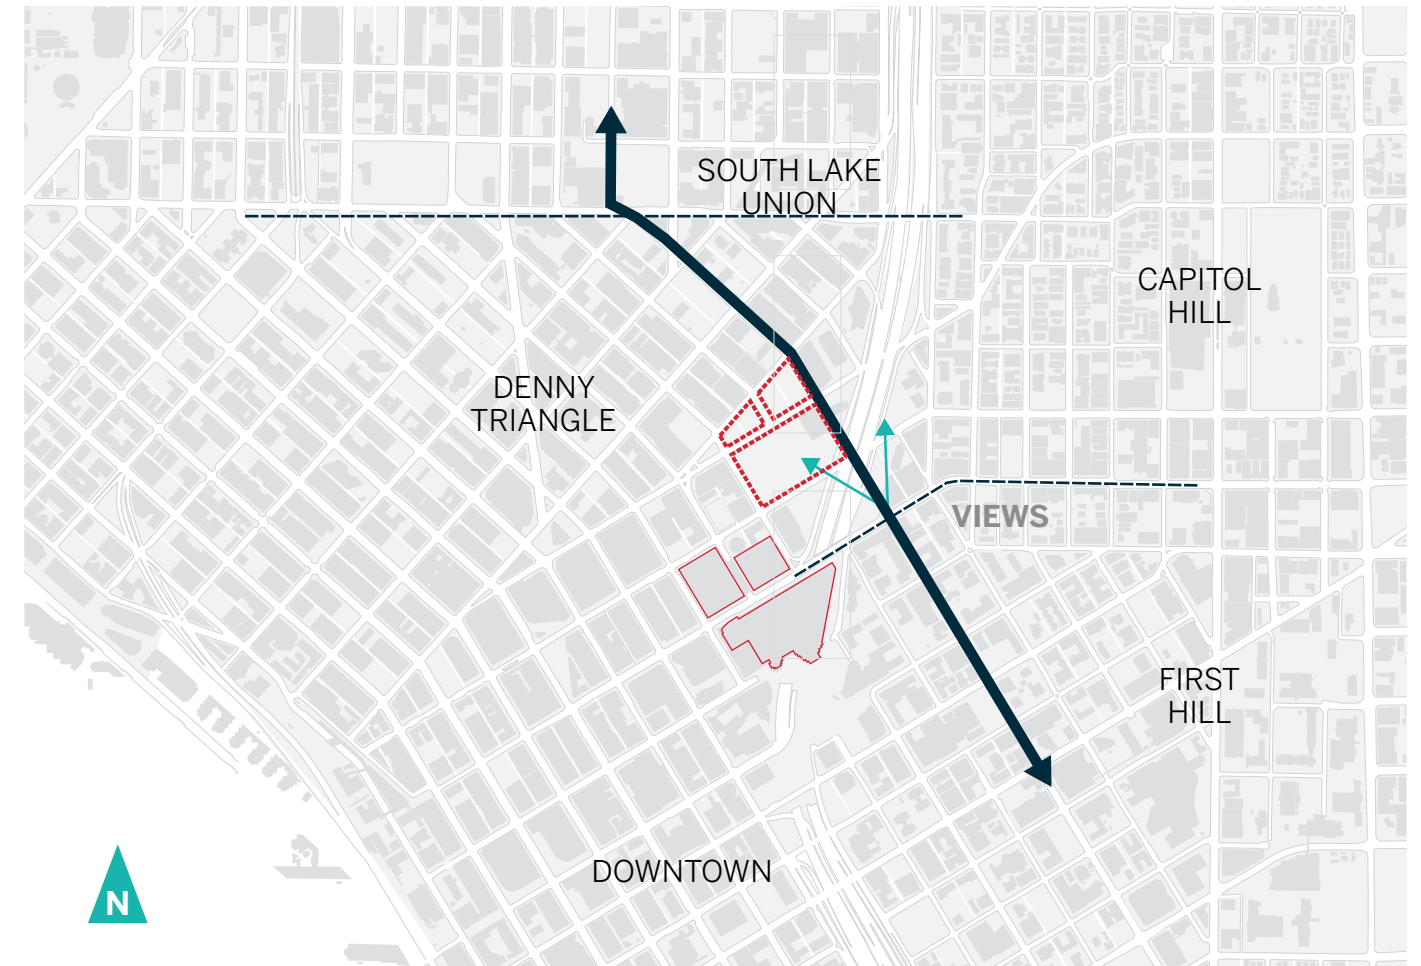 SOUTH LAKE
UNION
CAPITOL
HILL
DENNY
TRIANGLE
VIEWS
FIRST
HILL
DOWNTOWN
N